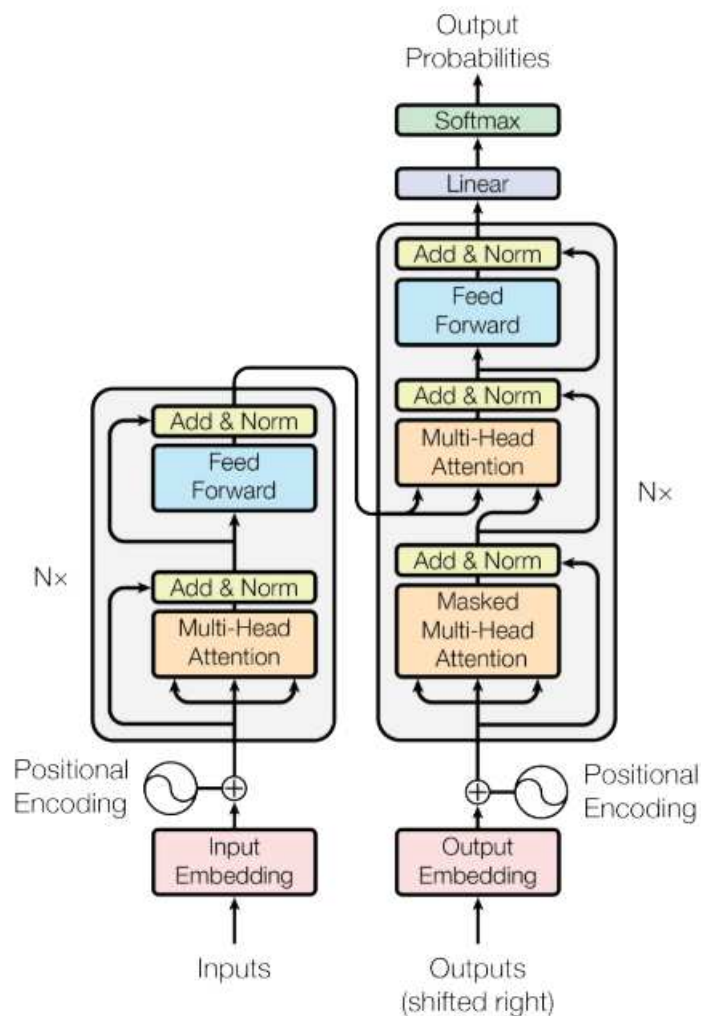 Output
Probabilities
Softmax
Linear
Add & Norm
Feed
Forward
Add & Norm
Multi-Head
Attention
Add & Norm
Masked
Multi-Head
Attention
N×
Add & Norm
Feed
Forward
Add & Norm
Multi-Head
Attention
N×
Positional
Encoding
Positional
Encoding
Input
Embedding
Output
Embedding
Inputs
Outputs
(shifted right)